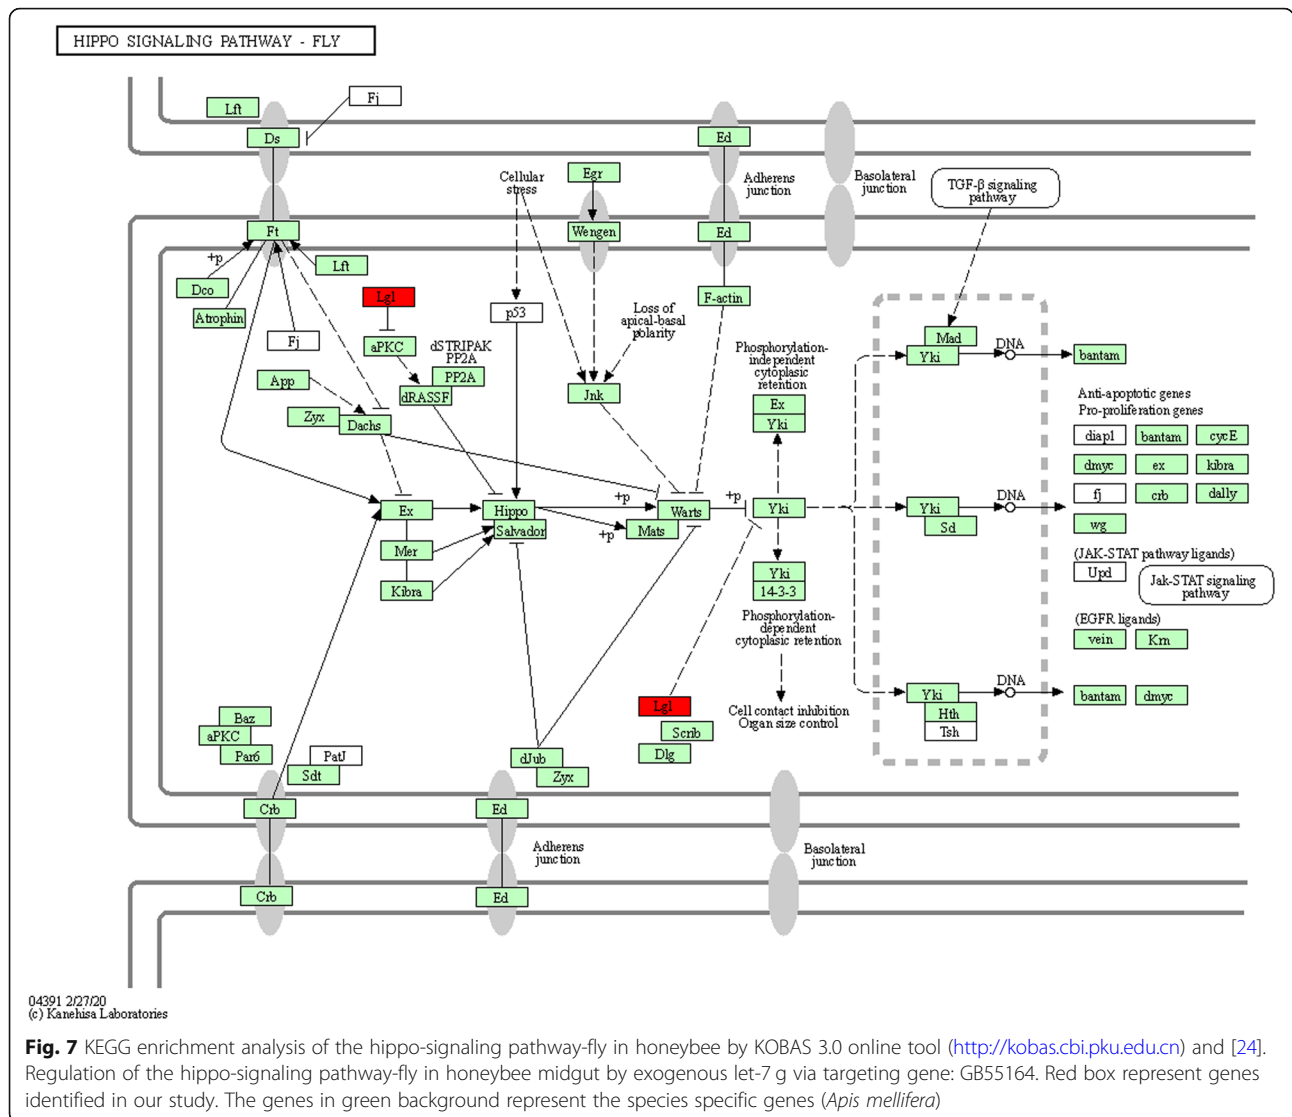 HIPPO SIGNALING PATHWAY - FLY
Lft
Fj
Ds
Ed
Cellular
stress
Egr
Adherens
junction
Basolateral
junction
TGF-β signaling
pathway
Ft
Wengen
Ed
+p
Lft
Dco
Atrophin
Fj
Lgl
p53
F-actin
Loss of
apical-basal
polarity
aPKC
dSTRIPAK
PP2A
PP2A
dRASSF
App
Zyx
Dachs
Jnk
Phosphorylation-
independent
cytoplasic
retention
Ex
Yki
Mad
Yki
DNA
bantam
Anti-apoptotic genes
Pro-proliferation genes
diap1
bantam
cycE
dmyc
ex
kibra
fj
crb
dally
wg
Ex
Hippo
Salvador
+p
+p
Mats
Warts
+p
Yki
Yki
Sd
DNA
Mer
Kibra
Yki
14-3-3
Phosphorylation-
dependent
cytoplasic retention
(JAK-STAT pathway ligands)
Upd
Jak-STAT signaling
pathway
(EGFR ligands)
vein
Krn
Cell contact inhibition
Organ size control
Yki
Hth
Tsh
DNA
bantam
dmyc
Lgl
Scrib
Dlg
Baz
aPKC
Par6
PatJ
Sdt
dJub
Zyx
Crb
Ed
Adherens
junction
Basolateral
junction
Crb
Ed
04391 2/27/20
(c) Kanehisa Laboratories
Fig. 7 KEGG enrichment analysis of the hippo-signaling pathway-fly in honeybee by KOBAS 3.0 online tool (http://kobas.cbi.pku.edu.cn) and [24].
Regulation of the hippo-signaling pathway-fly in honeybee midgut by exogenous let-7 g via targeting gene: GB55164. Red box represent genes
identified in our study. The genes in green background represent the species specific genes (Apis mellifera)